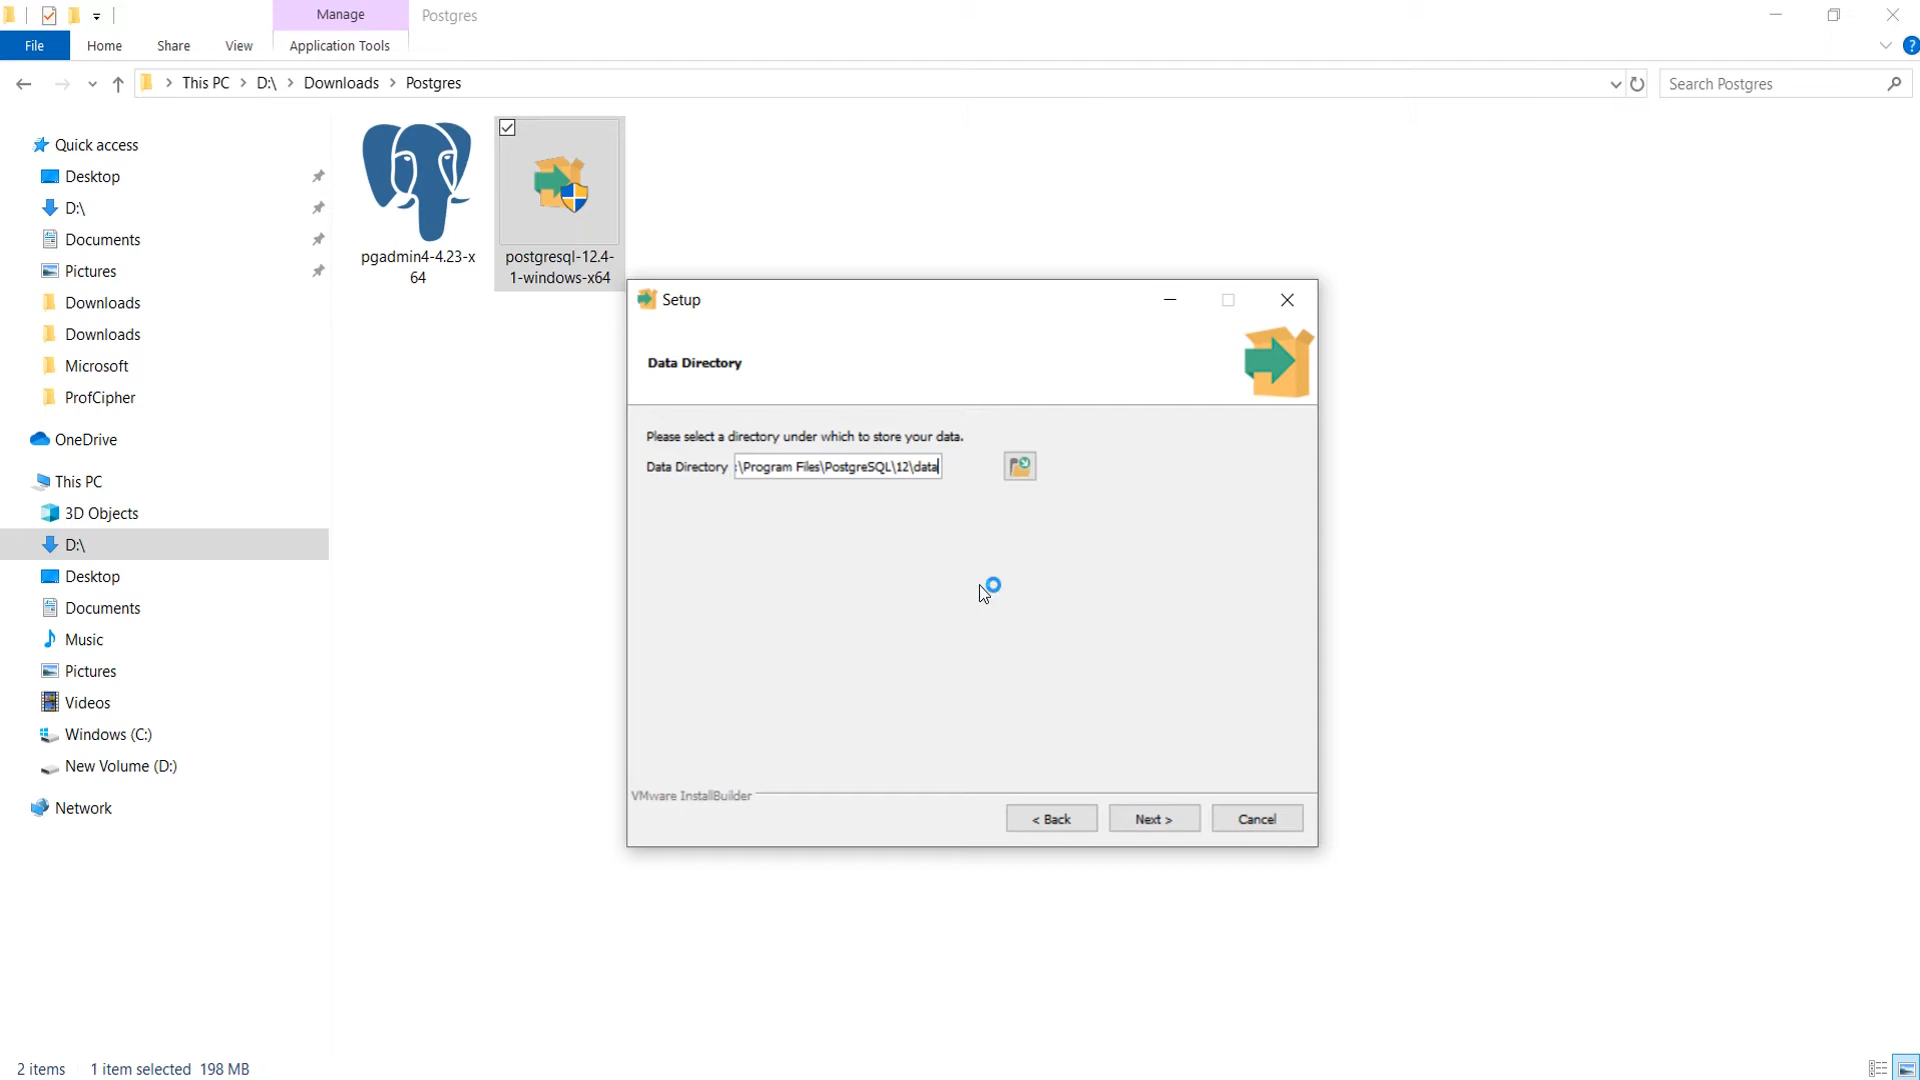 Manage
Postgres
File
Home
Share
View
Application Tools
This PC
D:\
Downloads
Postgres
Search Postgres
Quick access
Desktop
D:\
Documents
Pictures
Downloads
Downloads
Microsoft
ProfCipher
OneDrive
This PC
3D Objects
D:\
Desktop
Documents
Music
Pictures
Videos
Windows (C:)
New Volume (D:)
Network
pgadmin4-4.23-x
64
postgresql-12.4-
1-windows-x64
Setup
Data Directory
Please select a directory under which to store your data.
Data Directory :\Program Files\PostgreSQL\12\data
VMware InstallBuilder
< Back
Next >
Cancel
2 items 1 item selected 198 MB